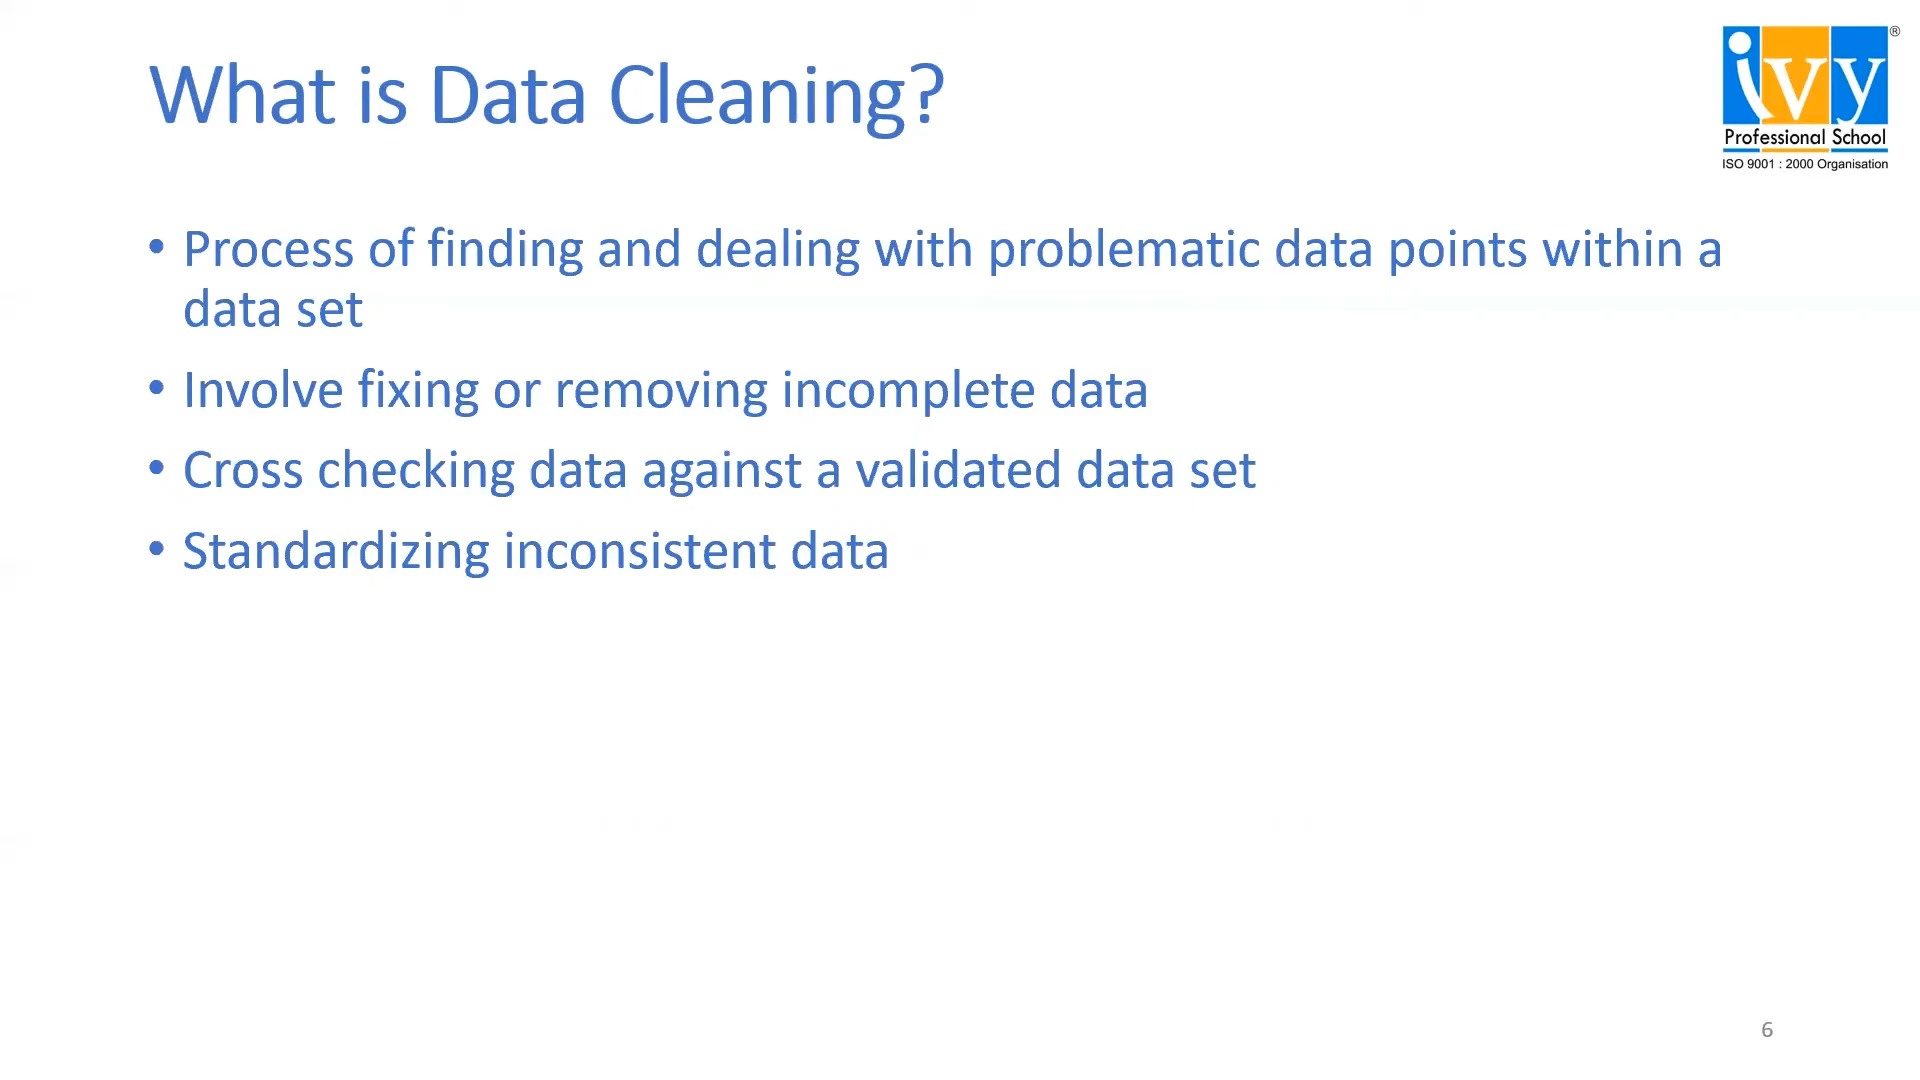 What is Data Cleaning?
ivy
®
Professional School
ISO 9001 : 2000 Organisation
• Process of finding and dealing with problematic data points within a
data set
• Involve fixing or removing incomplete data
• Cross checking data against a validated data set
• Standardizing inconsistent data
6